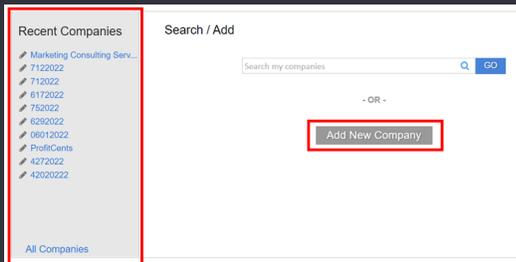 Recent Companies
Marketing Consulting Serv...
7122022
712022
6172022
752022
6292022
06012022
ProfitCents
4272022
42020222
All Companies
Search / Add
Search my companies
GO
- OR -
Add New Company